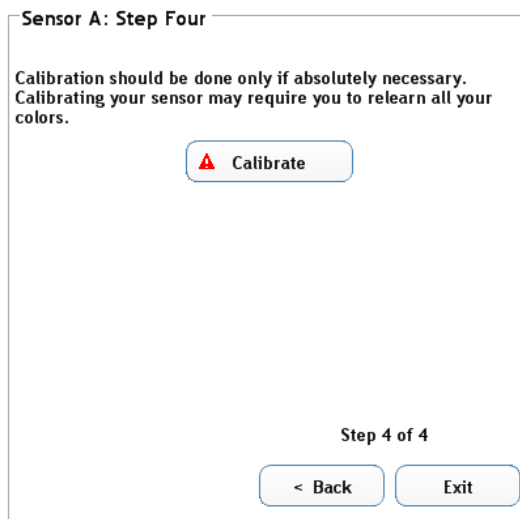 Sensor A: Step Four
Calibration should be done only if absolutely necessary.
Calibrating your sensor may require you to relearn all your
colors.
Calibrate
Step 4 of 4
< Back
Exit